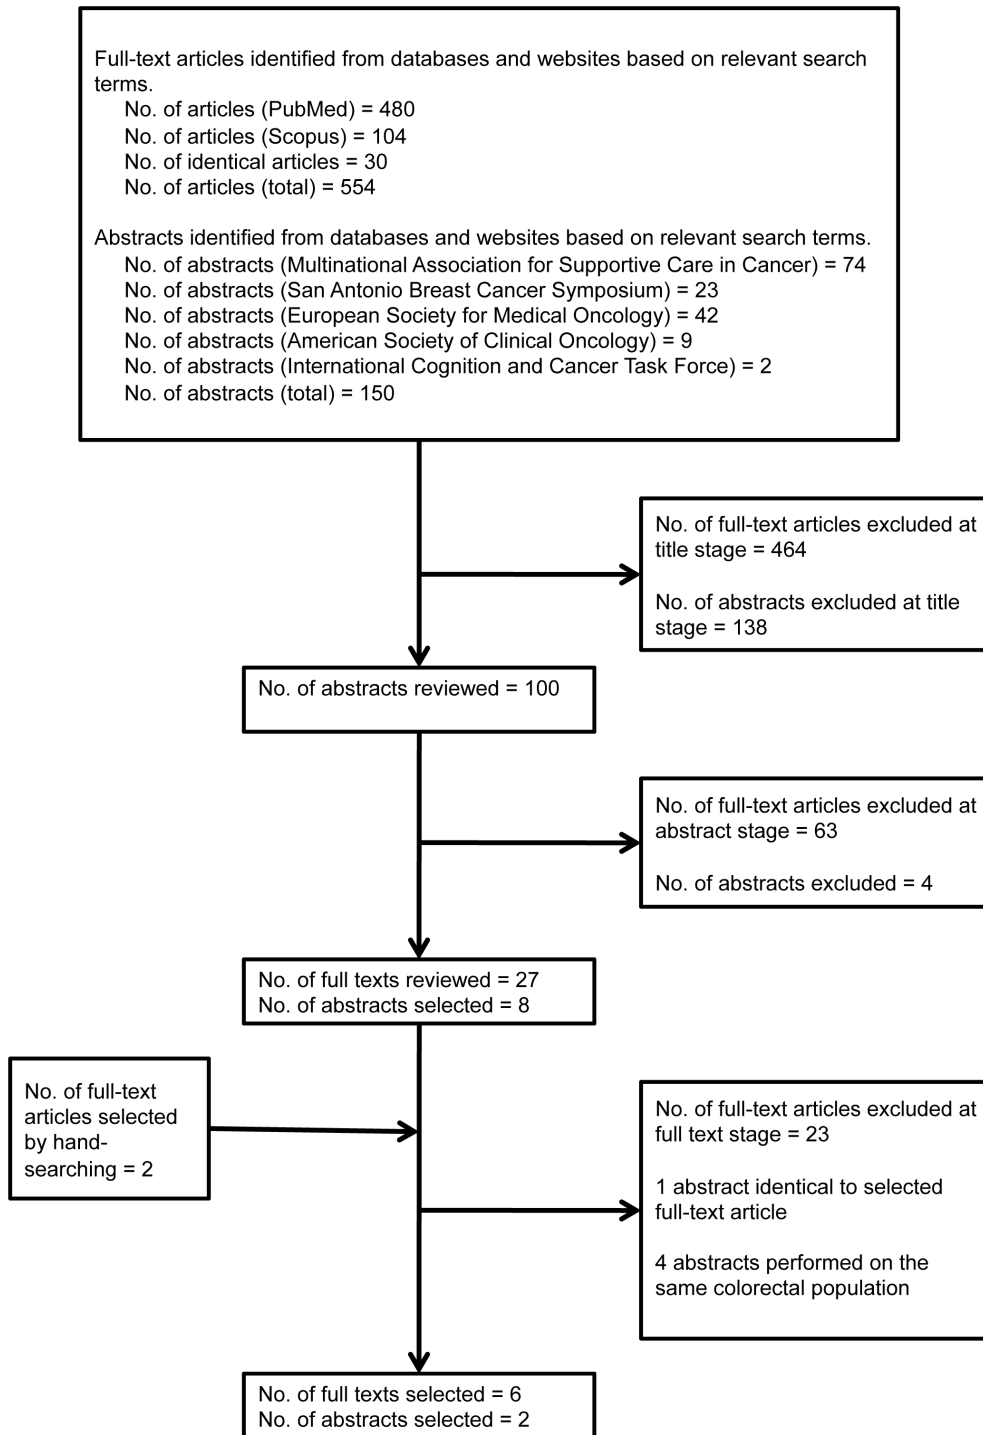 Full-text articles identified from databases and websites based on relevant search
terms.
No. of articles (PubMed) = 480
No. of articles (Scopus) = 104
No. of identical articles = 30
No. of articles (total) = 554
Abstracts identified from databases and websites based on relevant search terms.
No. of abstracts (Multinational Association for Supportive Care in Cancer) = 74
No. of abstracts (San Antonio Breast Cancer Symposium) = 23
No. of abstracts (European Society for Medical Oncology) = 42
No. of abstracts (American Society of Clinical Oncology) = 9
No. of abstracts (International Cognition and Cancer Task Force) = 2
No. of abstracts (total) = 150
No. of full-text articles excluded at
title stage = 464
No. of abstracts excluded at title
stage = 138
No. of abstracts reviewed = 100
No. of full-text articles excluded at
abstract stage = 63
No. of abstracts excluded = 4
No. of full texts reviewed = 27
No. of abstracts selected = 8
No. of full-text
articles selected
by hand-
searching = 2
No. of full-text articles excluded at
full text stage = 23
1 abstract identical to selected
full-text article
4 abstracts performed on the
same colorectal population
No. of full texts selected = 6
No. of abstracts selected = 2